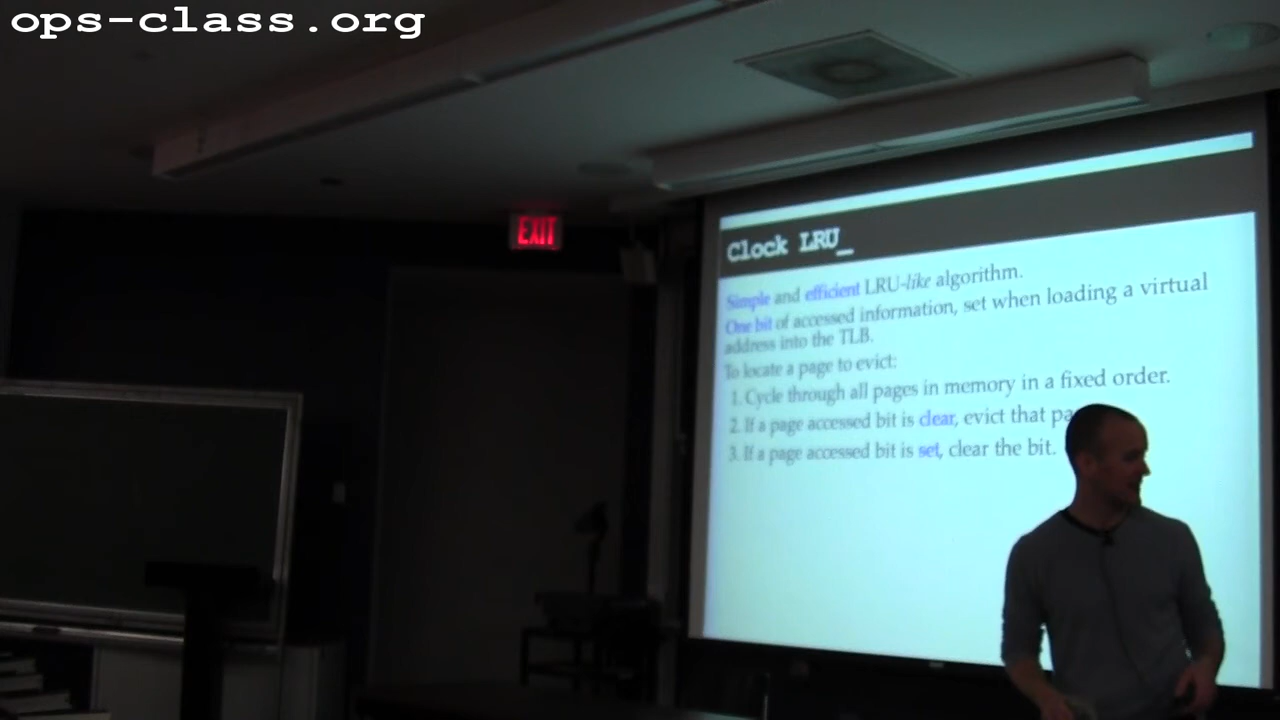 ops-class.org
EXIT
Clock LRU_
Simple and efficient LRU-like algorithm.
One bit of accessed information, set when loading a virtual
address into the TLB.
To locate a page to evict:
1. Cycle through all pages in memory in a fixed order.
2. If a page accessed bit is clear, evict that pa
3. If a page accessed bit is set, clear the bit.